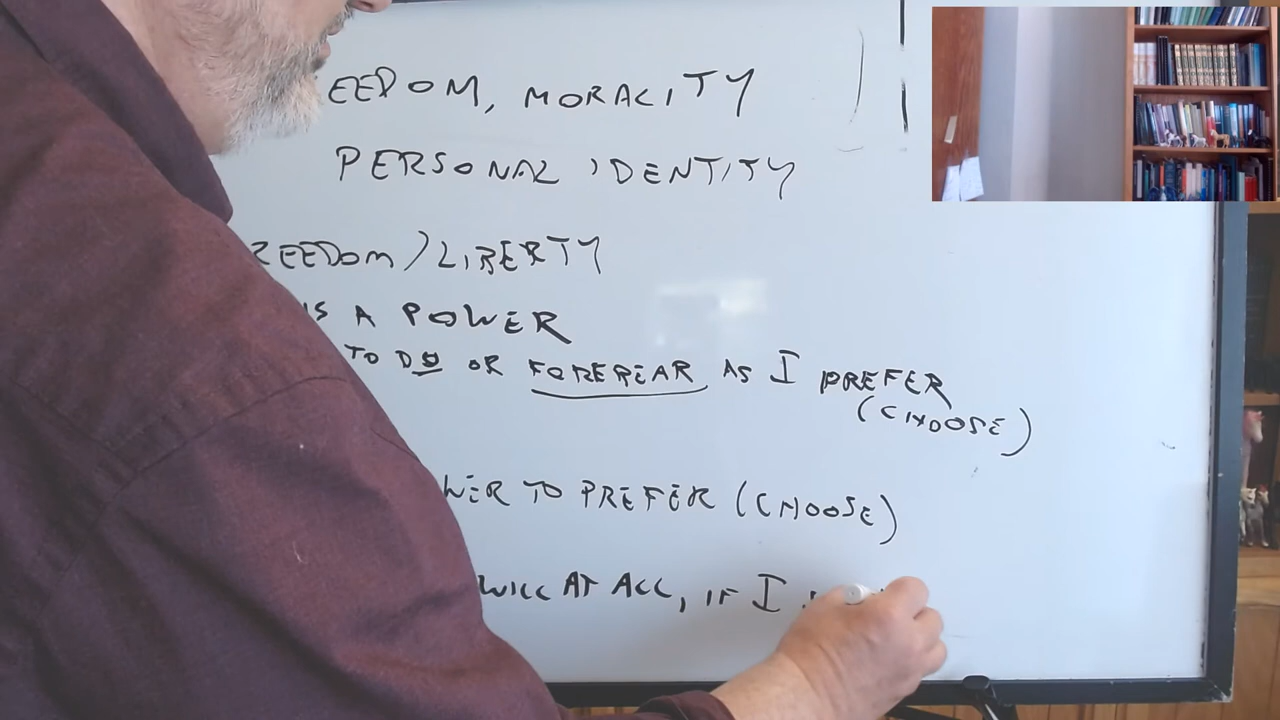 EEDOM, MORALITY
PERSONAL IDENTITY
REEDOM/LIBERTY
IS A POWER
TO DO OR FOREBEAR AS I PREFER
(CHOOSE)
WER TO PREFER (CHOOSE)
WILL AT ALL, IF I